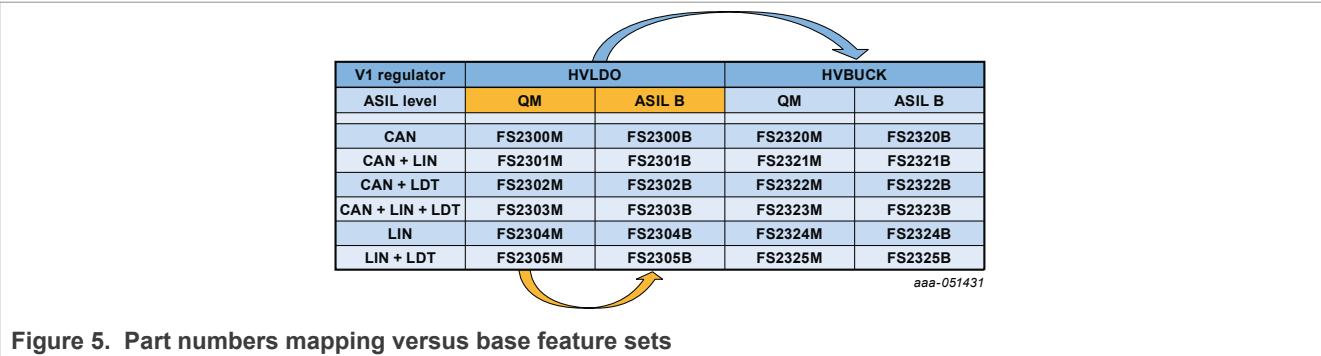 V1 regulator HVLDO HVBUCK
ASIL level QM ASIL B QM ASIL B
CAN FS2300M FS2300B FS2320M FS2320B
CAN + LIN FS2301M FS2301B FS2321M FS2321B
CAN + LDT FS2302M FS2302B FS2322M FS2322B
CAN + LIN + LDT FS2303M FS2303B FS2323M FS2323B
LIN FS2304M FS2304B FS2324M FS2324B
LIN + LDT FS2305M FS2305B FS2325M FS2325B
aaa-051431
Figure 5. Part numbers mapping versus base feature sets